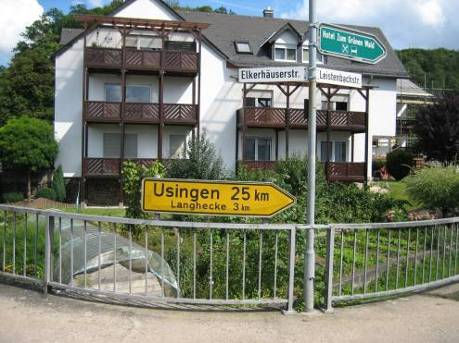 Hotel Zum Grünen Wald
Elkerhäuserstr.
Leistenbachstr.
Usingen 25 km
Langhecke 3 km